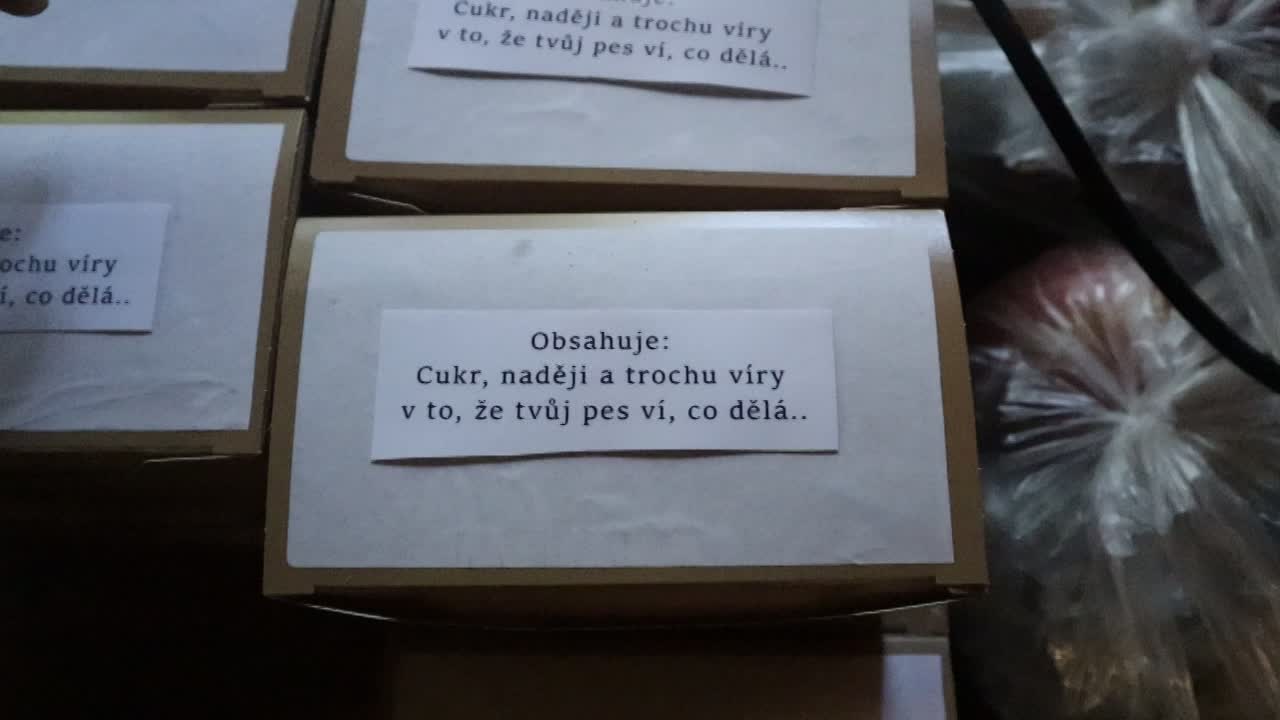 Cukr, naději a trochu víry
v to, že tvůj pes ví, co dělá..
ochu víry
í, co dělá..
Obsahuje:
Cukr, naději a trochu víry
v to, že tvůj pes ví, co dělá..